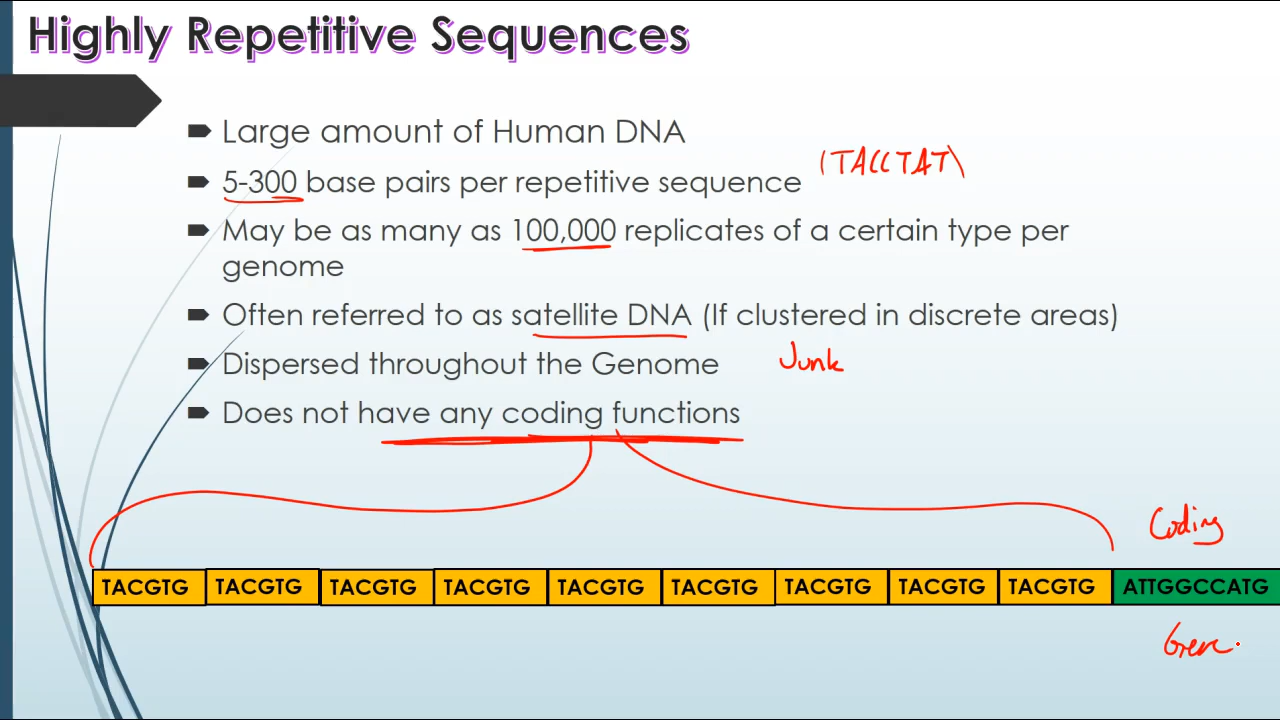 Highly Repetitive Sequences
Large amount of Human DNA
5-300 base pairs per repetitive sequence
(TACCTAT)
May be as many as 100,000 replicates of a certain type per
genome
Often referred to as satellite DNA (If clustered in discrete areas)
Dispersed throughout the Genome
Junk
Does not have any coding functions
Coding
TACGTG TACGTG TACGTG TACGTG TACGTG TACGTG TACGTG TACGTG TACGTG ATTGGCCATG
Gene